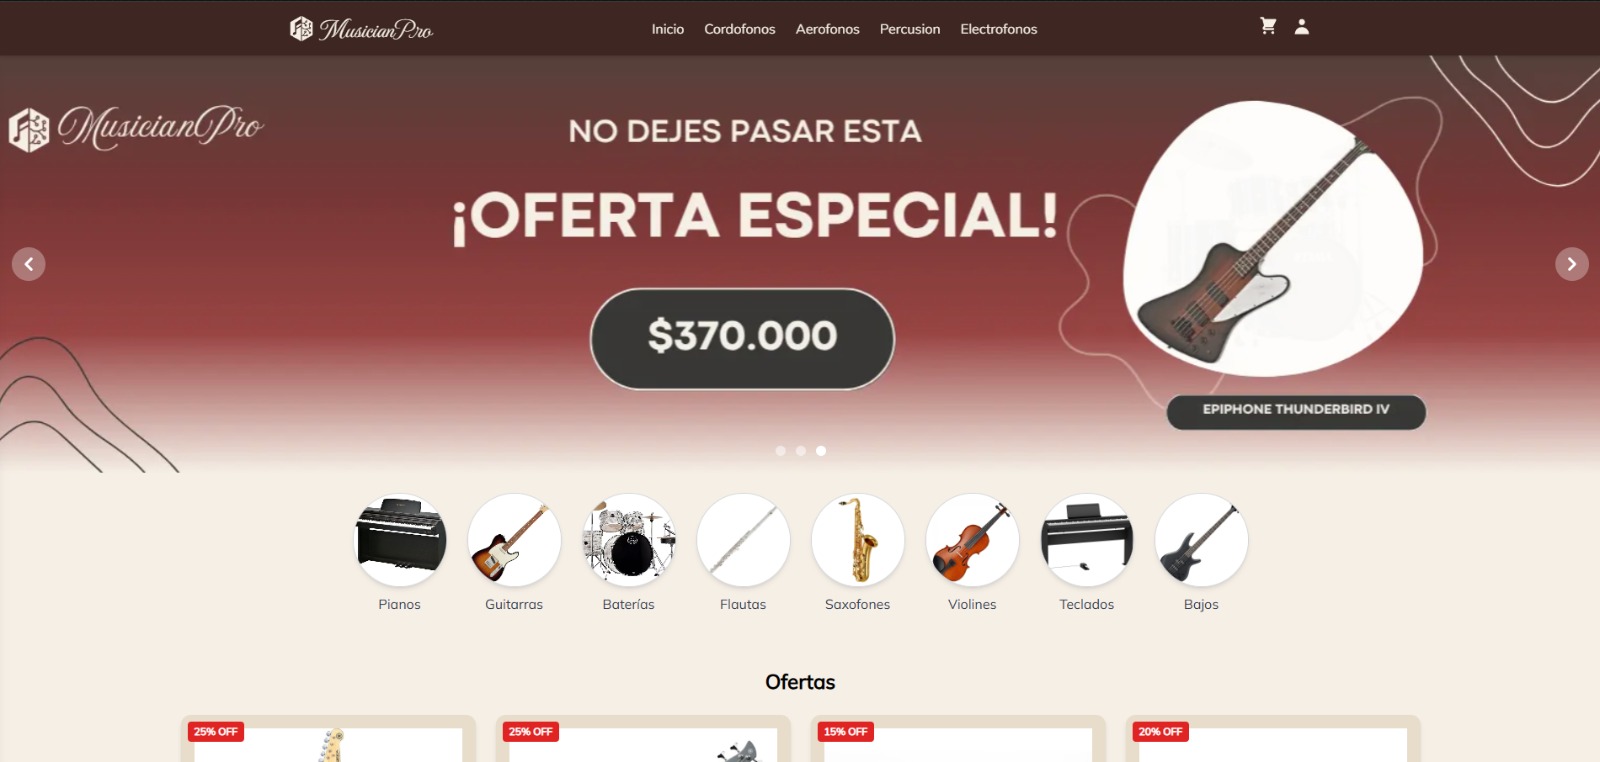 MusicianPro
Inicio Cordofonos Aerofonos Percusion Electrofonos
MusicianPro
NO DEJES PASAR ESTA
¡OFERTA ESPECIAL!
$370.000
EPIPHONE THUNDERBIRD IV
Pianos Guitarras Baterías Flautas Saxofones Violines Teclados Bajos
Ofertas
25% OFF 25% OFF 15% OFF 20% OFF